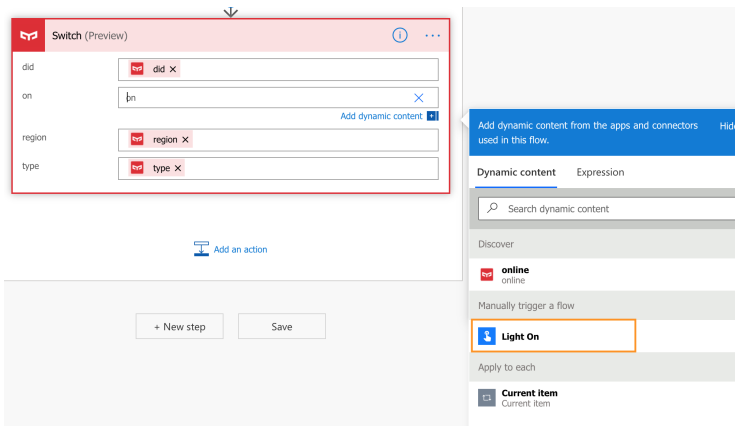 Switch (Preview)
did
did ×
on
on
Add dynamic content
region
region ×
type
type ×
Add an action
+ New step
Save
Add dynamic content from the apps and connectors
used in this flow.
Hide
Dynamic content
Expression
Search dynamic content
Discover
online
online
Manually trigger a flow
Light On
Apply to each
Current item
Current item